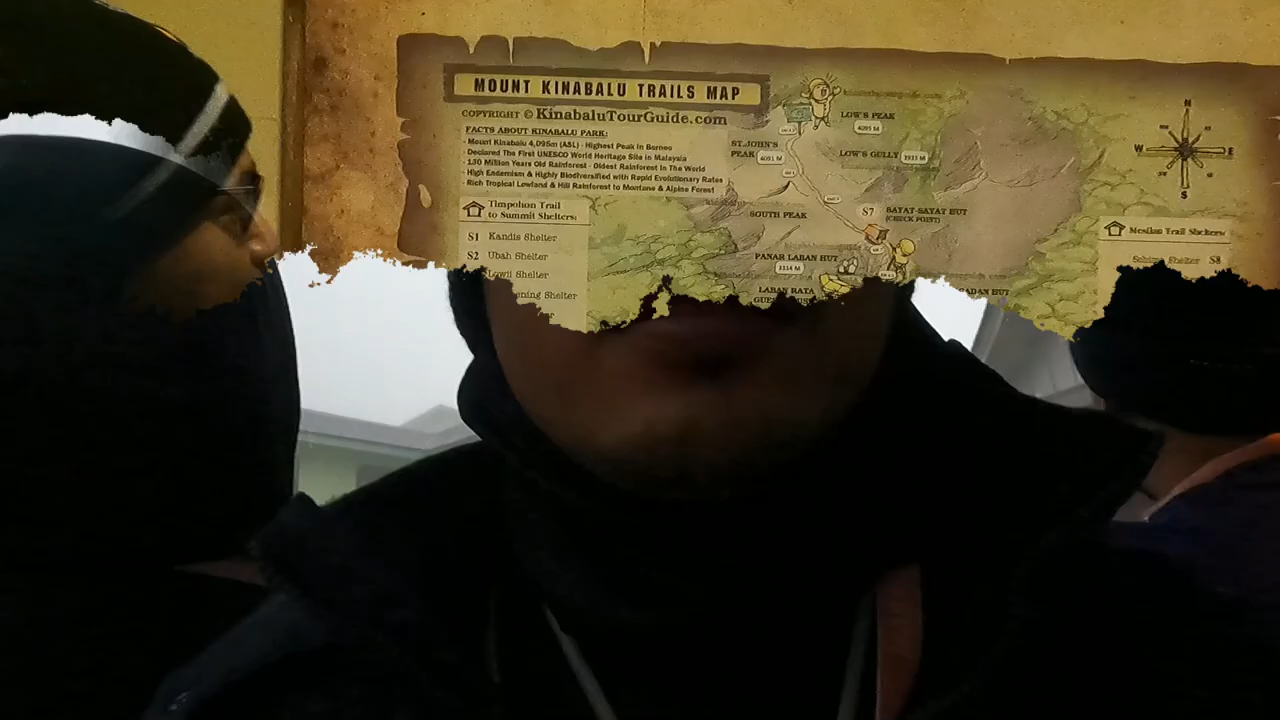 MOUNT KINABALU TRAILS MAP
COPYRIGHT © KinabaluTourGuide.com
FACTS ABOUT KINABALU PARK:
- Mount Kinabalu 4,095m (ASL) - Highest Peak in Borneo
- Declared The First UNESCO World Heritage Site in Malaysia
- 130 Million Years Old Rainforest - Oldest Rainforest in The World
- High Endemism & Highly Biodiversified with Rapid Evolutionary Rates
- Rich Tropical Lowland & Hill Rainforest to Montane & Alpine Forest
Timpohon Trail
to Summit Shelters:
S1 Kandis Shelter
S2 Ubah Shelter
Lowii Shelter
Shelter
LOW'S PEAK
4095 M
ST. JOHN'S
PEAK 4091 M
LOW'S GULLY
SOUTH PEAK
S7 SAYAT-SAYAT HUT
(CHECK POINT)
PANAR LABAN HUT
3314 M
LABAN RATA
N
W E
S
Mesilau Trail Shelters
Shelter S8